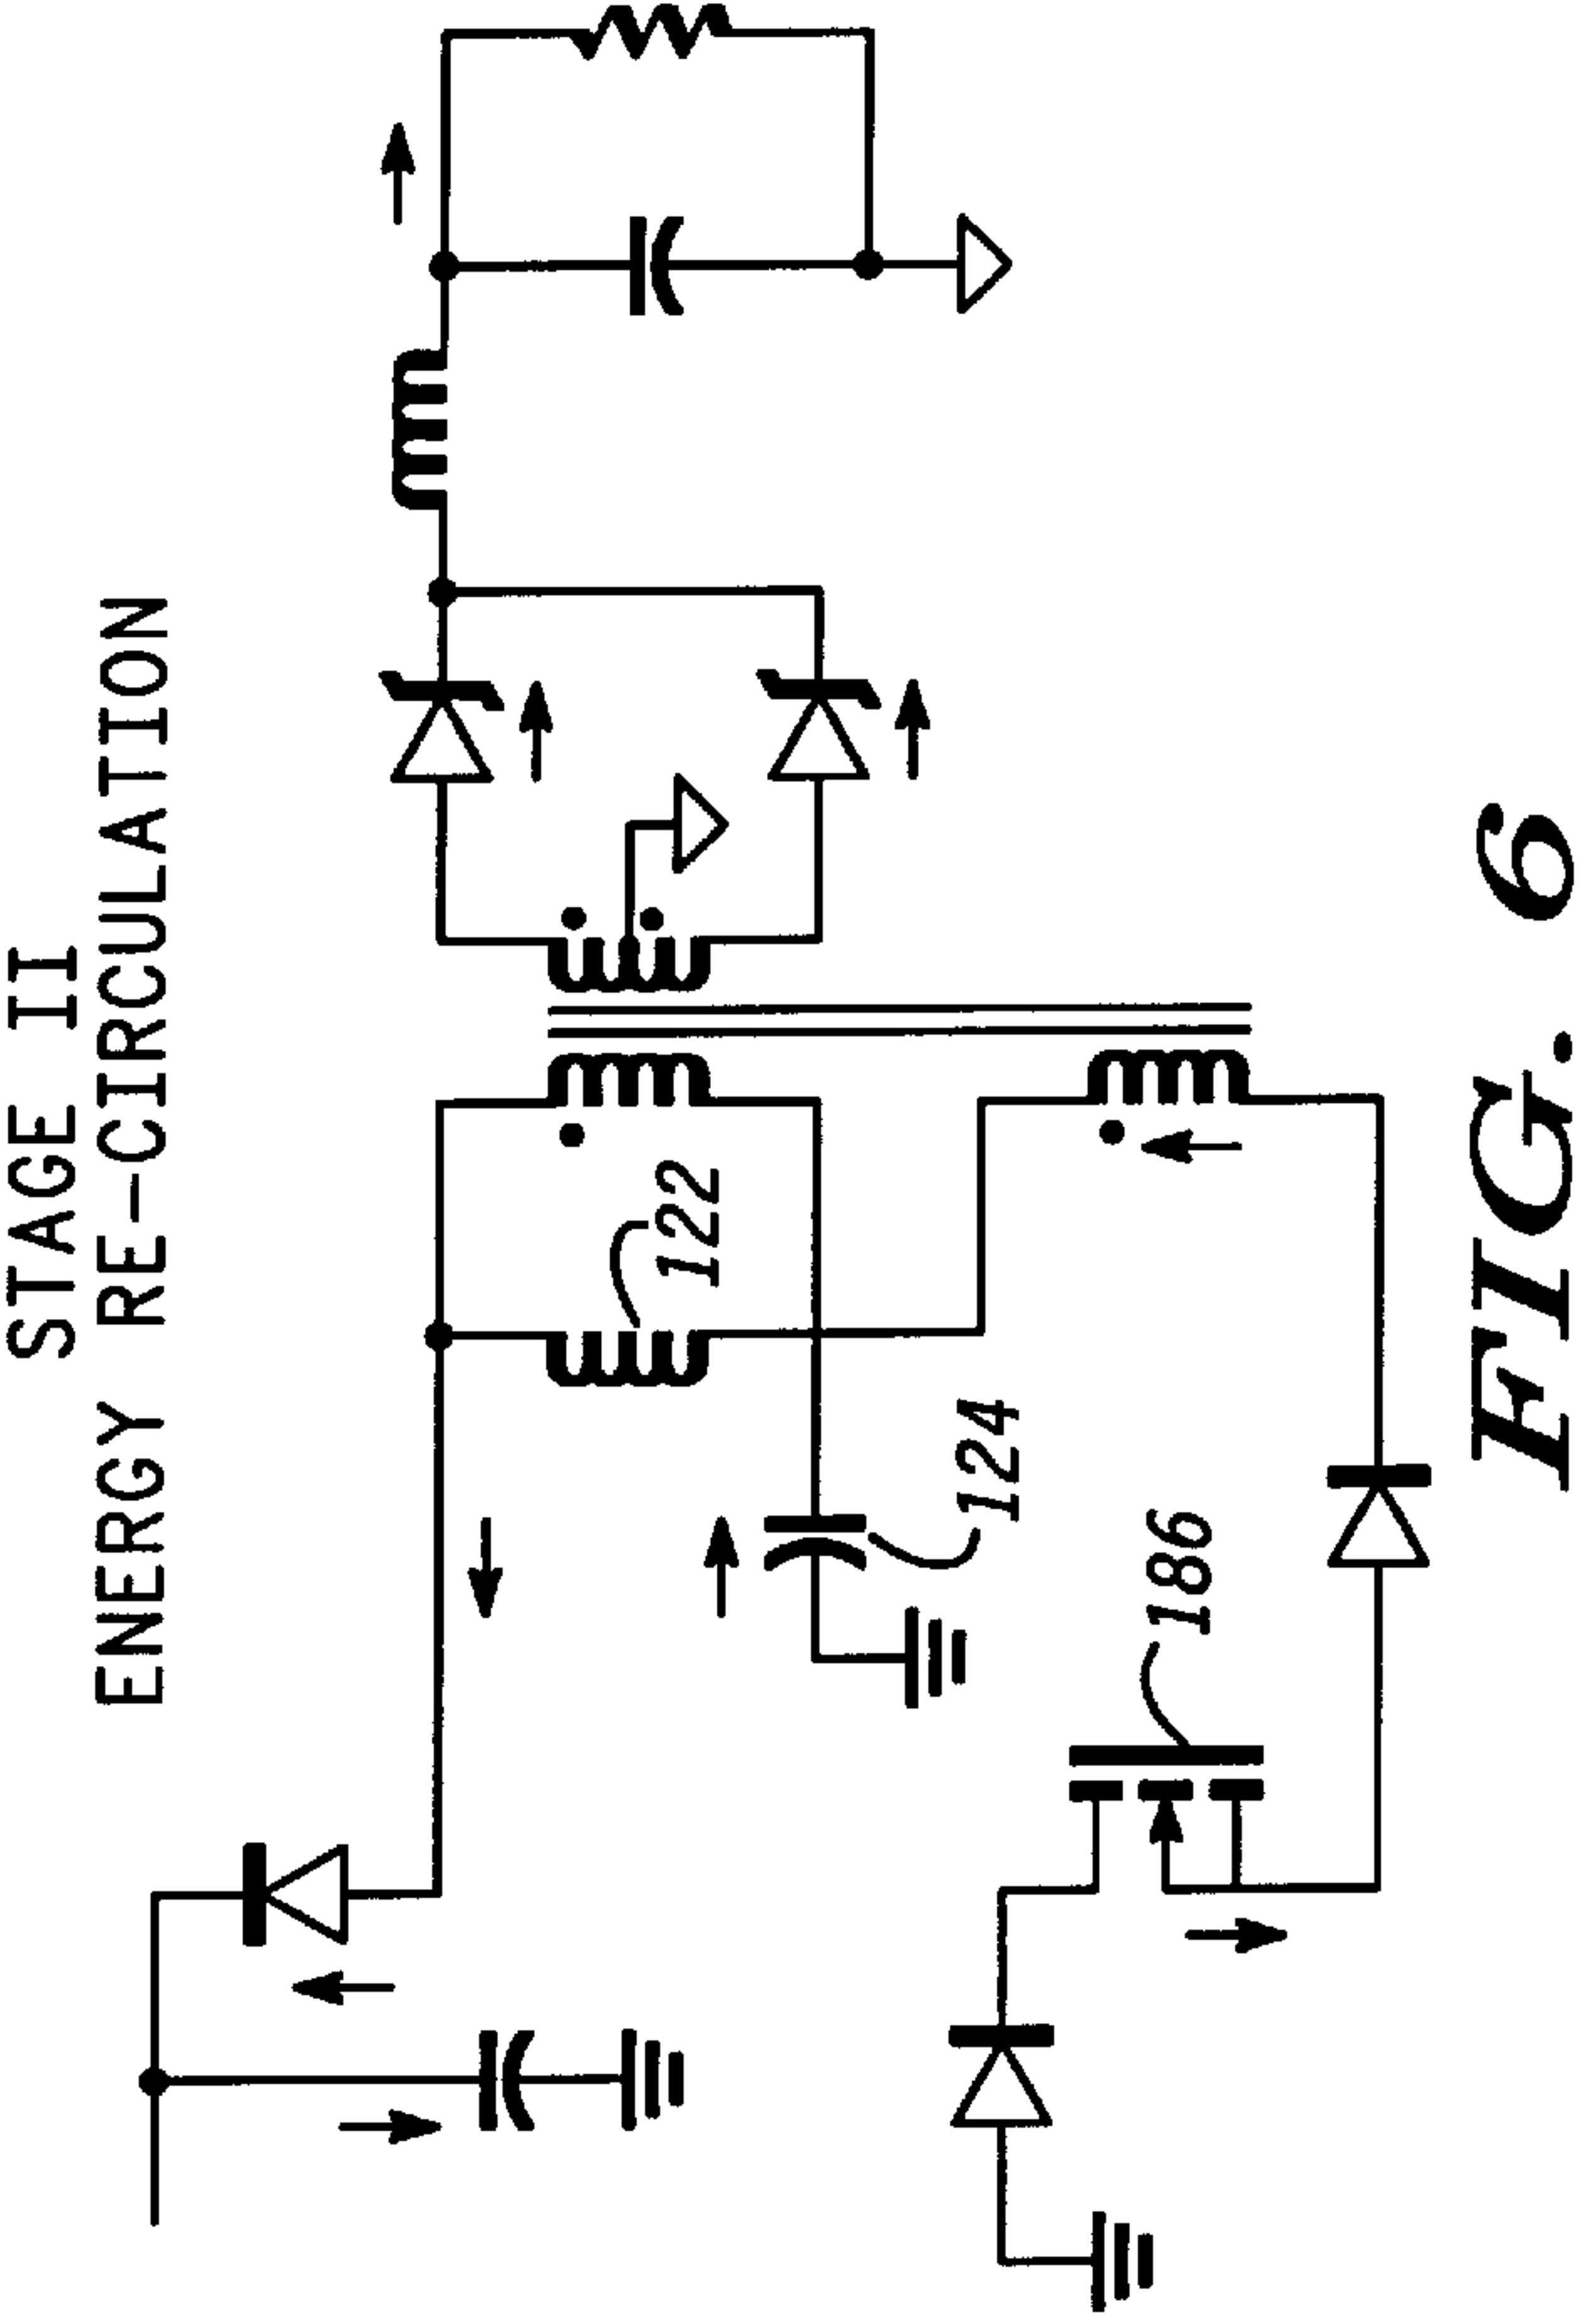 STAGE II
ENERGY RE-CIRCULATION
122
124
186
FIG. 6